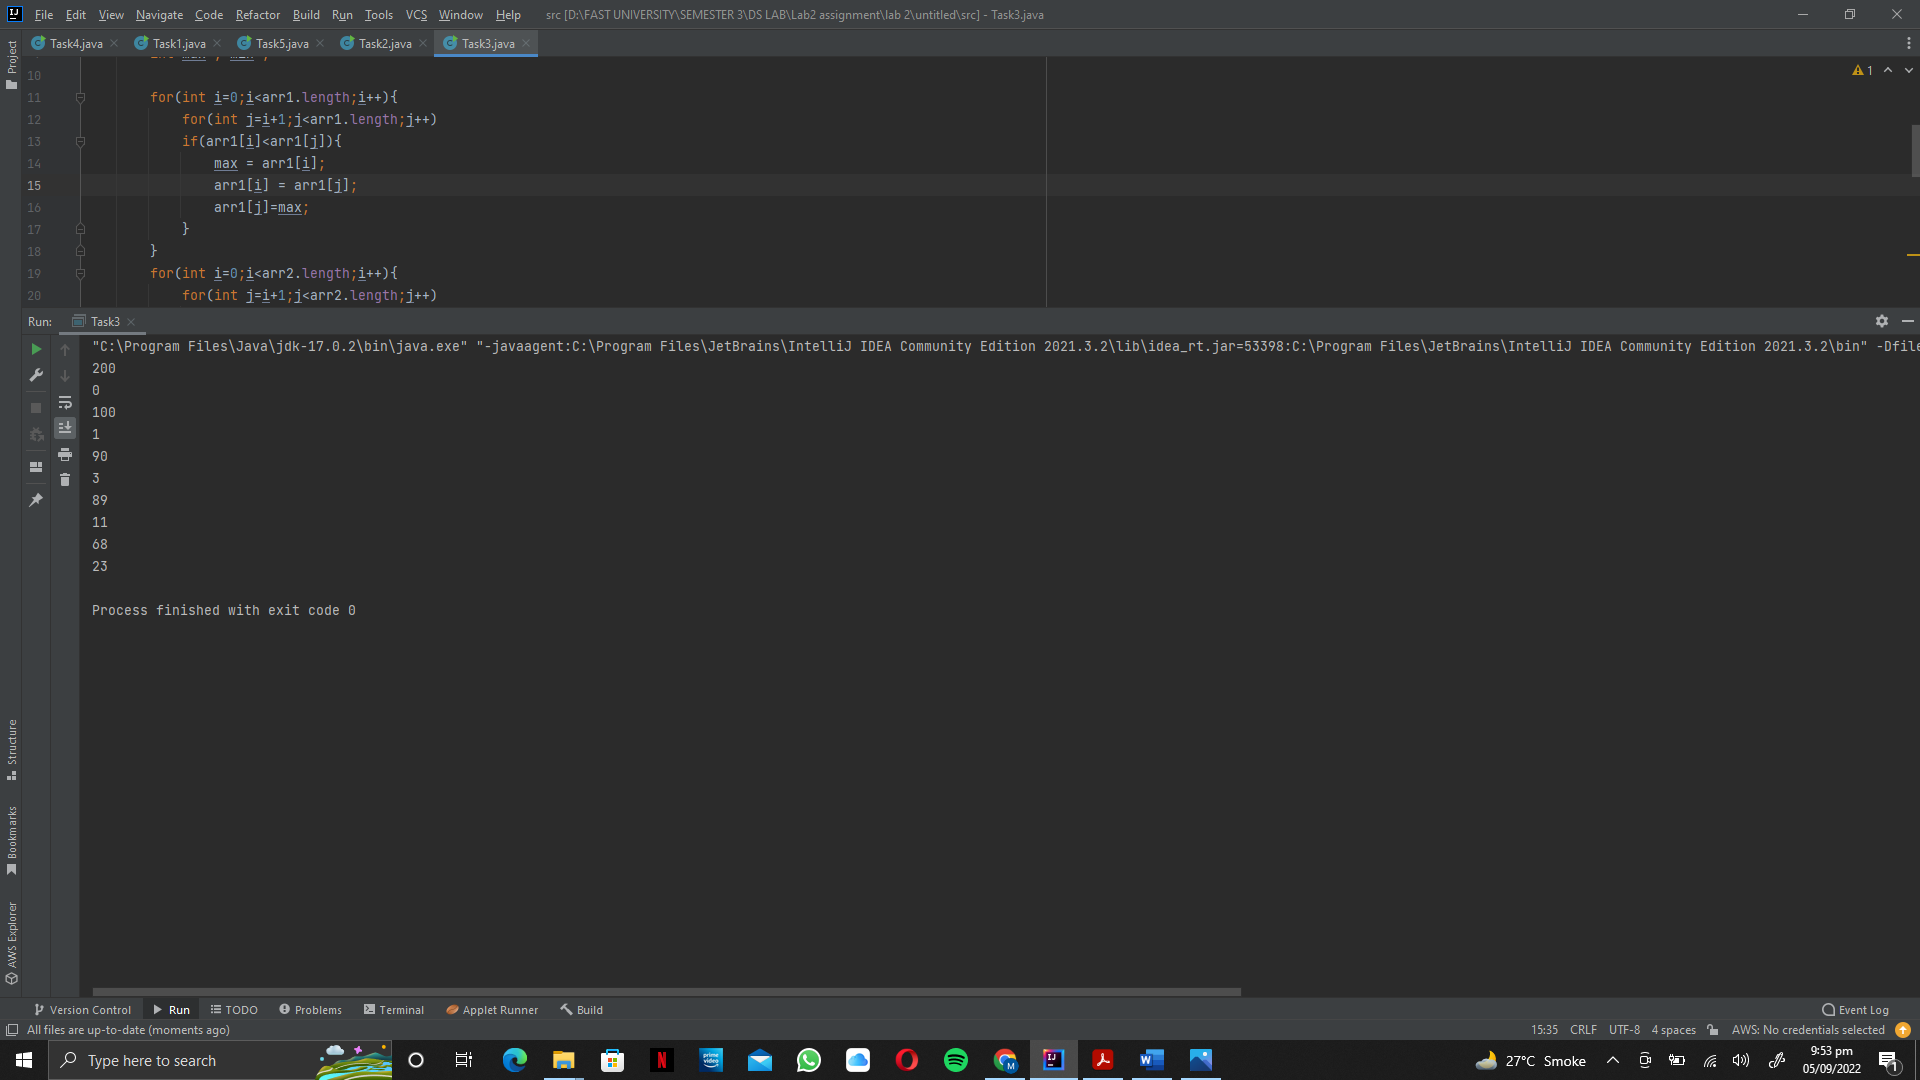 File Edit View Navigate Code Refactor Build Run Tools VCS Window Help src [D:\FAST UNIVERSITY\SEMESTER 3\DS LAB\Lab2 assignment\lab 2\untitled\src] - Task3.java
Task4.java Task1.java Task5.java Task2.java Task3.java
Project
1
10
11 for(int i=0;i<arr1.length;i++){
12 for(int j=i+1;j<arr1.length;j++)
13 if(arr1[i]<arr1[j]){
14 max = arr1[i];
15 arr1[i] = arr1[j];
16 arr1[j]=max;
17 }
18 }
19 for(int i=0;i<arr2.length;i++){
20 for(int j=i+1;j<arr2.length;j++)
Run: Task3
"C:\Program Files\Java\jdk-17.0.2\bin\java.exe" "-javaagent:C:\Program Files\JetBrains\IntelliJ IDEA Community Edition 2021.3.2\lib\idea_rt.jar=53398:C:\Program Files\JetBrains\IntelliJ IDEA Community Edition 2021.3.2\bin" -Dfile
200
0
100
1
90
3
89
11
68
23
Process finished with exit code 0
Structure
Bookmarks
AWS Explorer
Version Control Run TODO Problems Terminal Applet Runner Build Event Log
All files are up-to-date (moments ago) 15:35 CRLF UTF-8 4 spaces AWS: No credentials selected
Type here to search 27°C Smoke 9:53 pm
05/09/2022 1